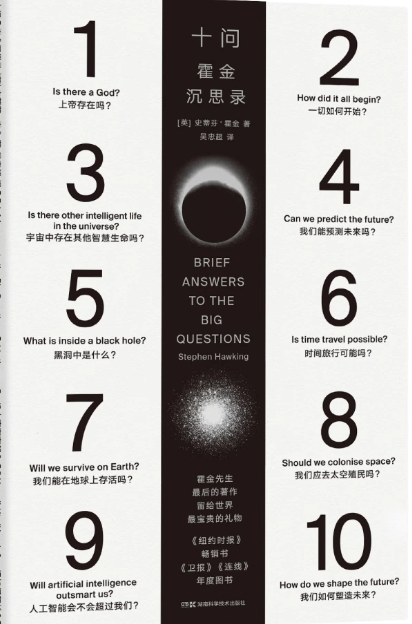 1
Is there a God?
上帝存在吗？
2
How did it all begin?
一切如何开始？
3
Is there other intelligent life
in the universe?
宇宙中存在其他智慧生命吗？
4
Can we predict the future?
我们能预测未来吗？
5
What is inside a black hole?
黑洞中是什么？
6
Is time travel possible?
时间旅行可能吗？
7
Will we survive on Earth?
我们能在地球上存活吗？
8
Should we colonise space?
我们应去太空殖民吗？
9
Will artificial intelligence
outsmart us?
人工智能会不会超过我们？
10
How do we shape the future?
我们如何塑造未来？
十问
霍金
沉思录
[英] 史蒂芬·霍金 著
吴忠超 译
BRIEF
ANSWERS
TO THE
BIG
QUESTIONS
Stephen Hawking
霍金先生
最后的著作
留给世界
最宝贵的礼物
《纽约时报》
畅销书
《卫报》《连线》
年度图书
湖南科学技术出版社